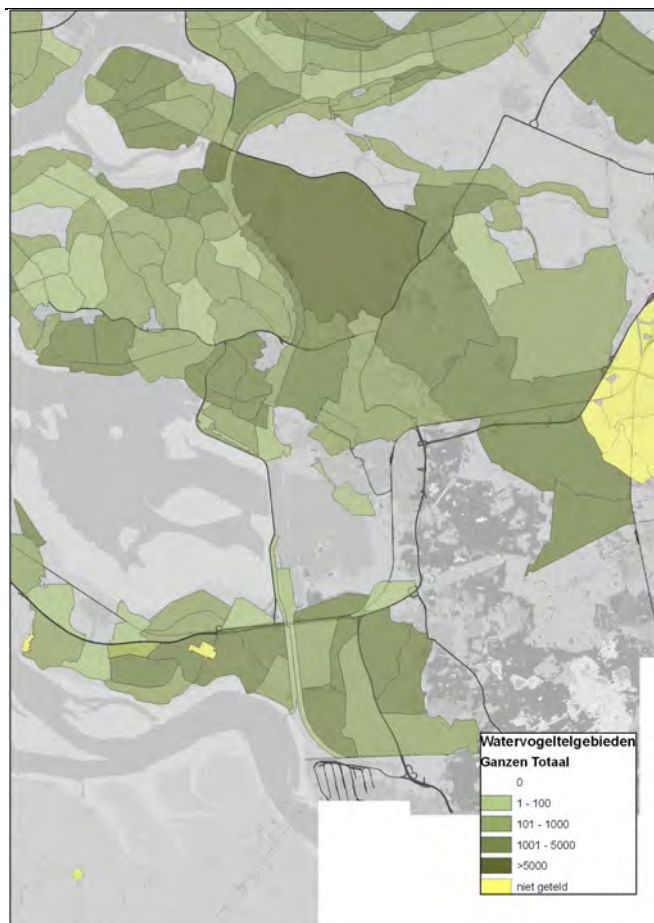 Watervogeltelgebieden
Ganzen Totaal
0
1 - 100
101 - 1000
1001 - 5000
>5000
niet geteld